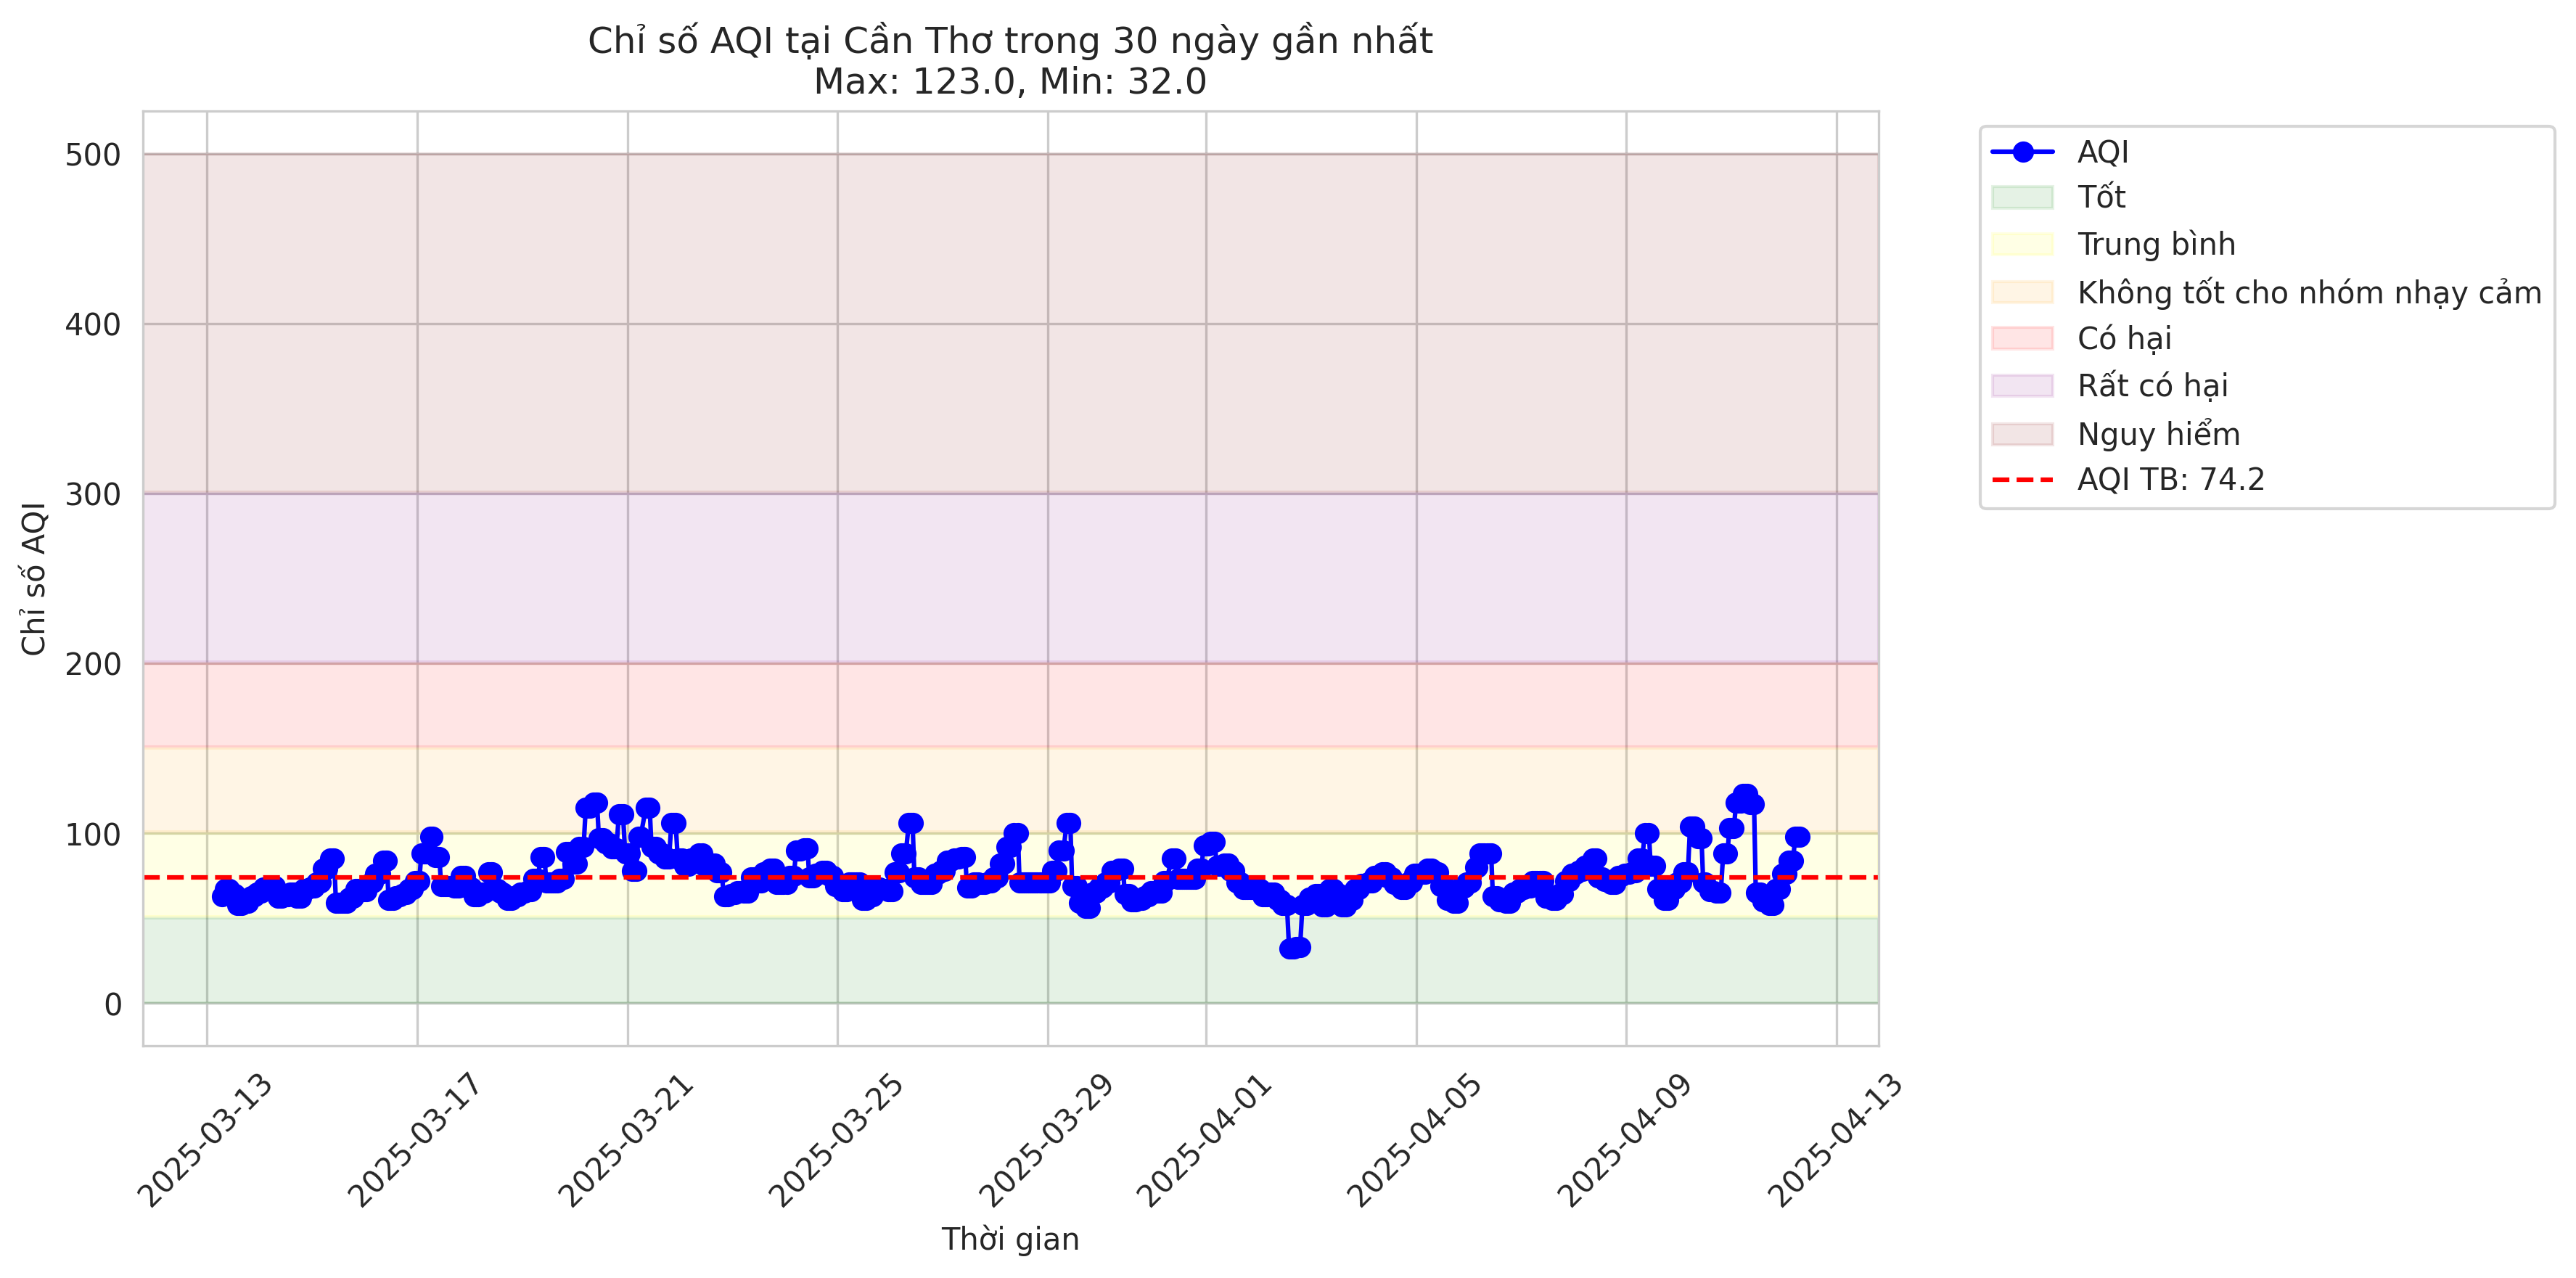 Chỉ số AQI tại Cần Thơ trong 30 ngày gần nhất
Max: 123.0, Min: 32.0
Chỉ số AQI
500
400
300
200
100
0
2025-03-13
2025-03-17
2025-03-21
2025-03-25
2025-03-29
2025-04-01
2025-04-05
2025-04-09
2025-04-13
Thời gian
AQI
Tốt
Trung bình
Không tốt cho nhóm nhạy cảm
Có hại
Rất có hại
Nguy hiểm
AQI TB: 74.2